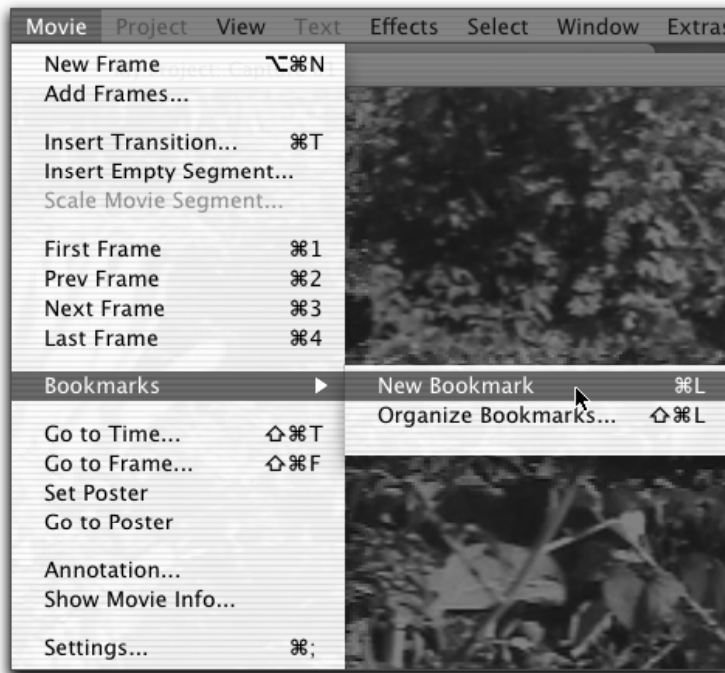 Movie Project View Text Effects Select Window Extras
New Frame ⌥⌘N
Add Frames...
Insert Transition... ⌘T
Insert Empty Segment...
Scale Movie Segment...
First Frame ⌘1
Prev Frame ⌘2
Next Frame ⌘3
Last Frame ⌘4
Bookmarks ▶ New Bookmark ⌘L
Organize Bookmarks... ⇧⌘L
Go to Time... ⇧⌘T
Go to Frame... ⇧⌘F
Set Poster
Go to Poster
Annotation...
Show Movie Info...
Settings... ⌘;